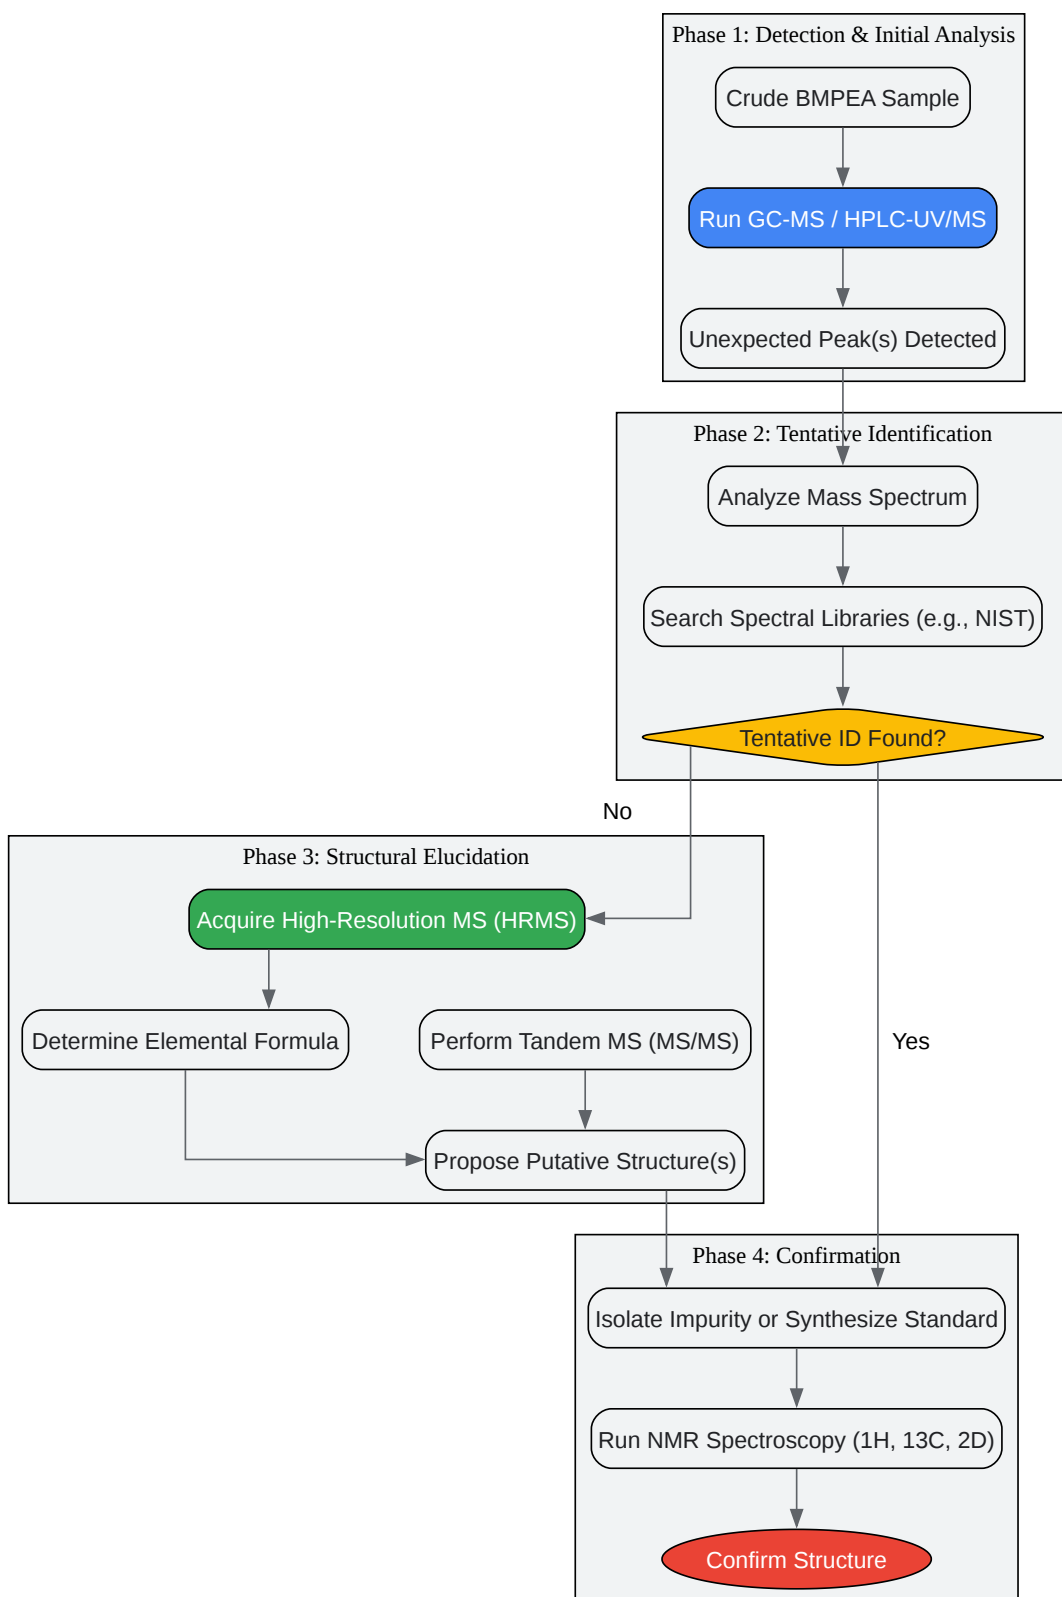 Phase 1: Detection & Initial Analysis
Crude BMPEA Sample
Run GC-MS / HPLC-UV/MS
Unexpected Peak(s) Detected
Phase 2: Tentative Identification
Analyze Mass Spectrum
Search Spectral Libraries (e.g., NIST)
Tentative ID Found?
No
Phase 3: Structural Elucidation
Acquire High-Resolution MS (HRMS)
Determine Elemental Formula
Perform Tandem MS (MS/MS)
Yes
Propose Putative Structure(s)
Phase 4: Confirmation
Isolate Impurity or Synthesize Standard
Run NMR Spectroscopy (1H, 13C, 2D)
Confirm Structure